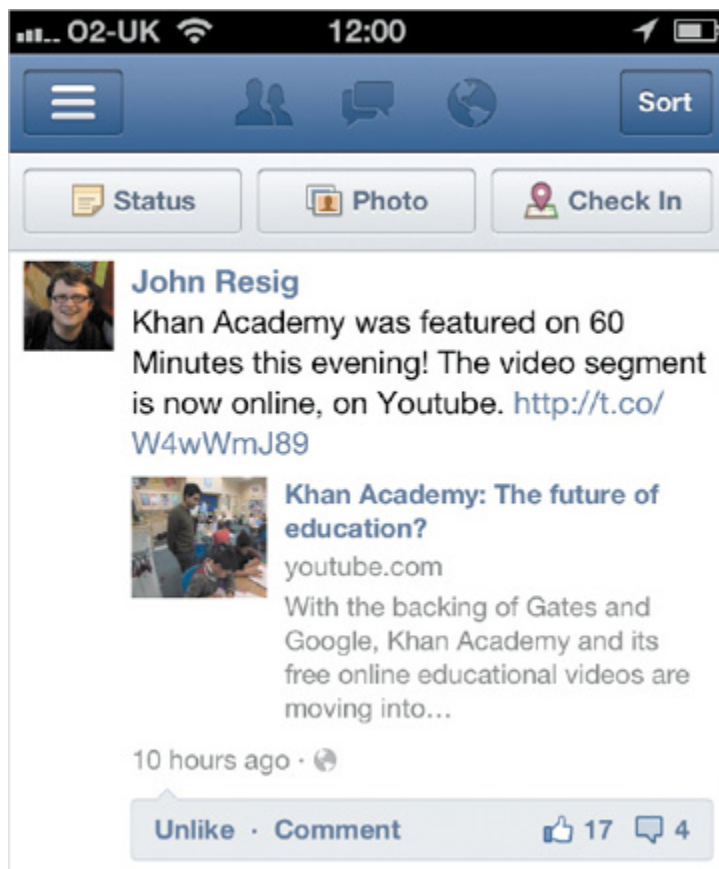 O2-UK 12:00
Sort
Status Photo Check In
John Resig
Khan Academy was featured on 60
Minutes this evening! The video segment
is now online, on Youtube. http://t.co/
W4wWmJ89
Khan Academy: The future of
education?
youtube.com
With the backing of Gates and
Google, Khan Academy and its
free online educational videos are
moving into…
10 hours ago ·
Unlike · Comment 17 4